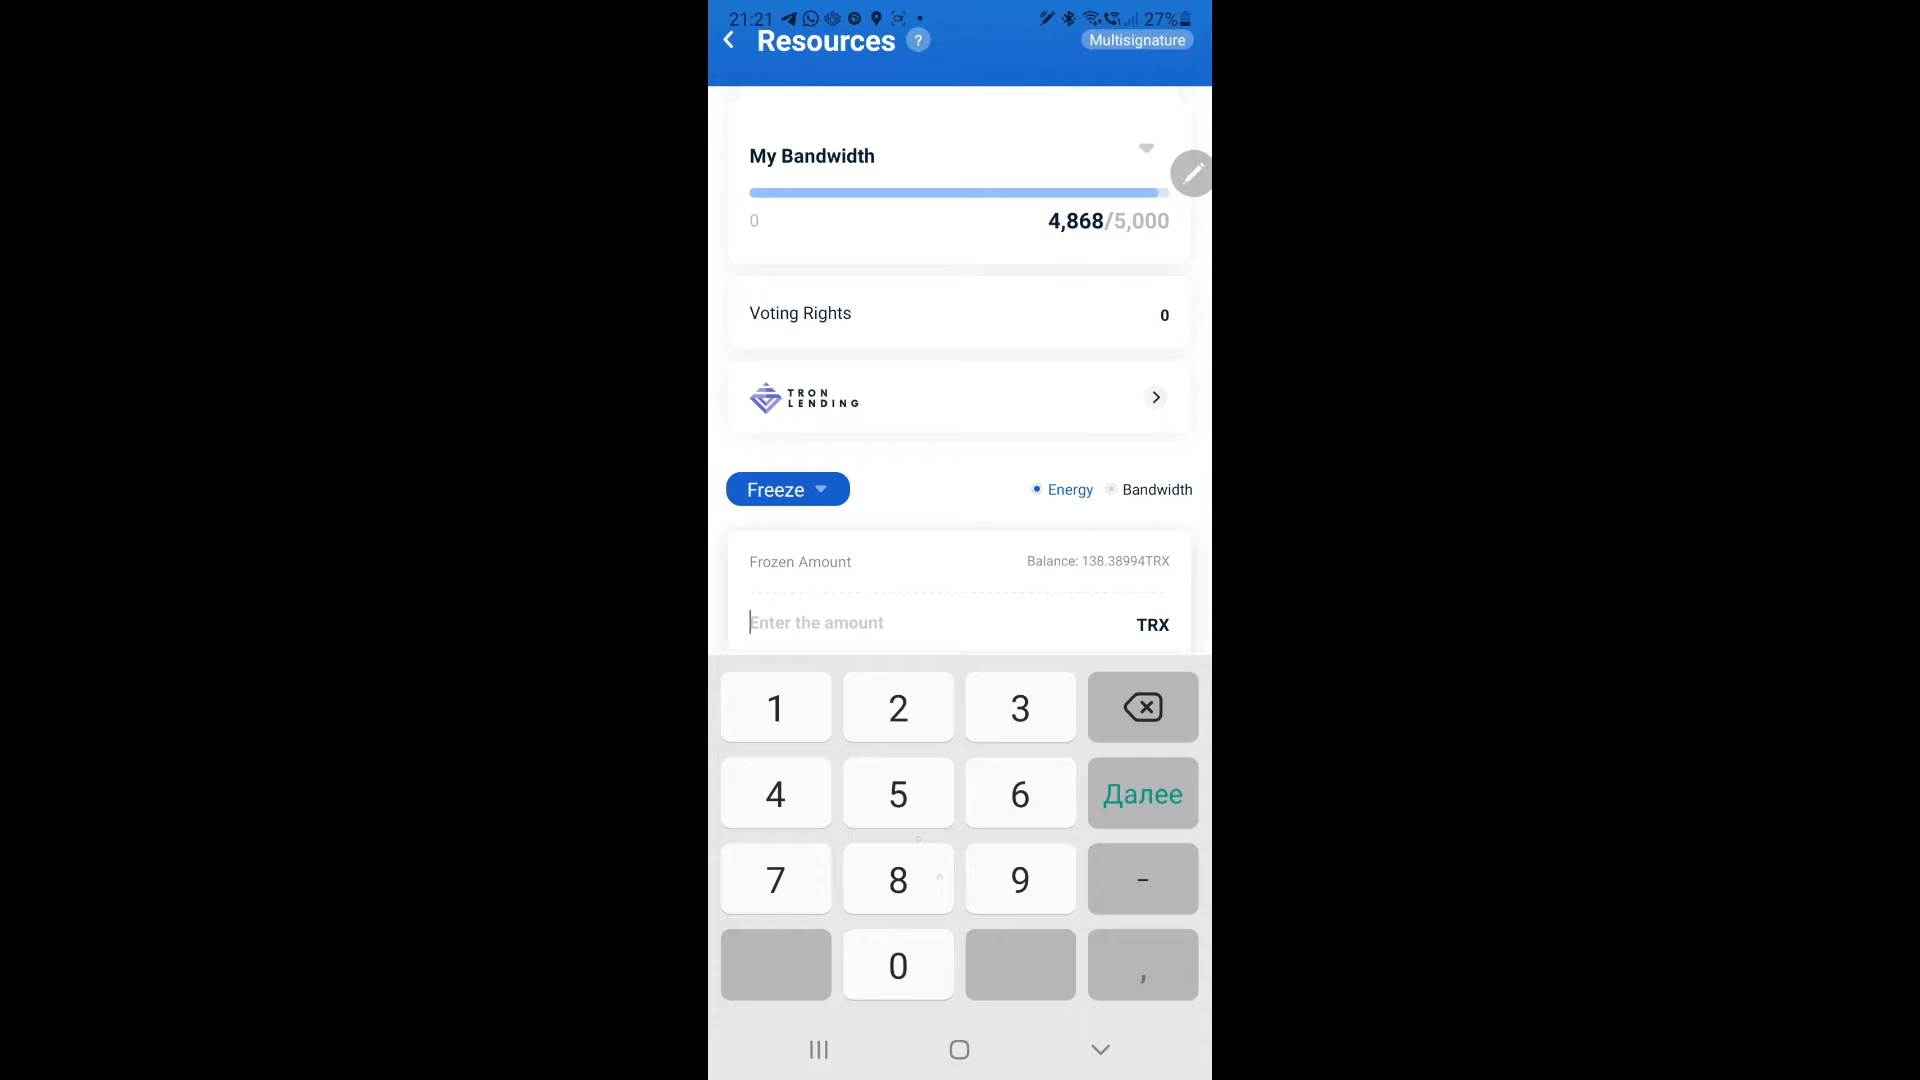 21:21 27%
Resources ? Multisignature
My Bandwidth
0 4,868/5,000
Voting Rights 0
TRON
LENDING
Freeze Energy Bandwidth
Frozen Amount Balance: 138.38994TRX
Enter the amount TRX
1 2 3
4 5 6 Далее
7 8 9 -
0 ,